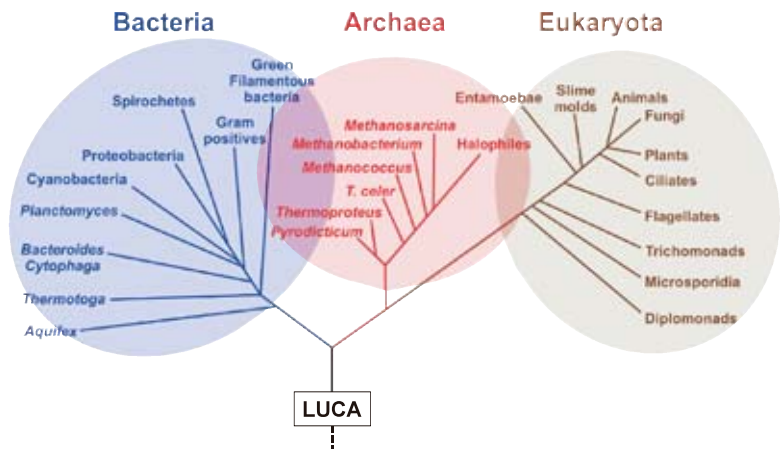 Bacteria
Archaea
Eukaryota
Green
Filamentous
bacteria
Spirochetes
Gram
positives
Proteobacteria
Cyanobacteria
Planctomyces
Bacteroides
Cytophaga
Thermotoga
Aquifex
Methanosarcina
Methanobacterium
Halophiles
Methanococcus
T. celer
Thermoproteus
Pyrodicticum
Entamoebae
Slime
molds
Animals
Fungi
Plants
Ciliates
Flagellates
Trichomonads
Microsporidia
Diplomonads
LUCA